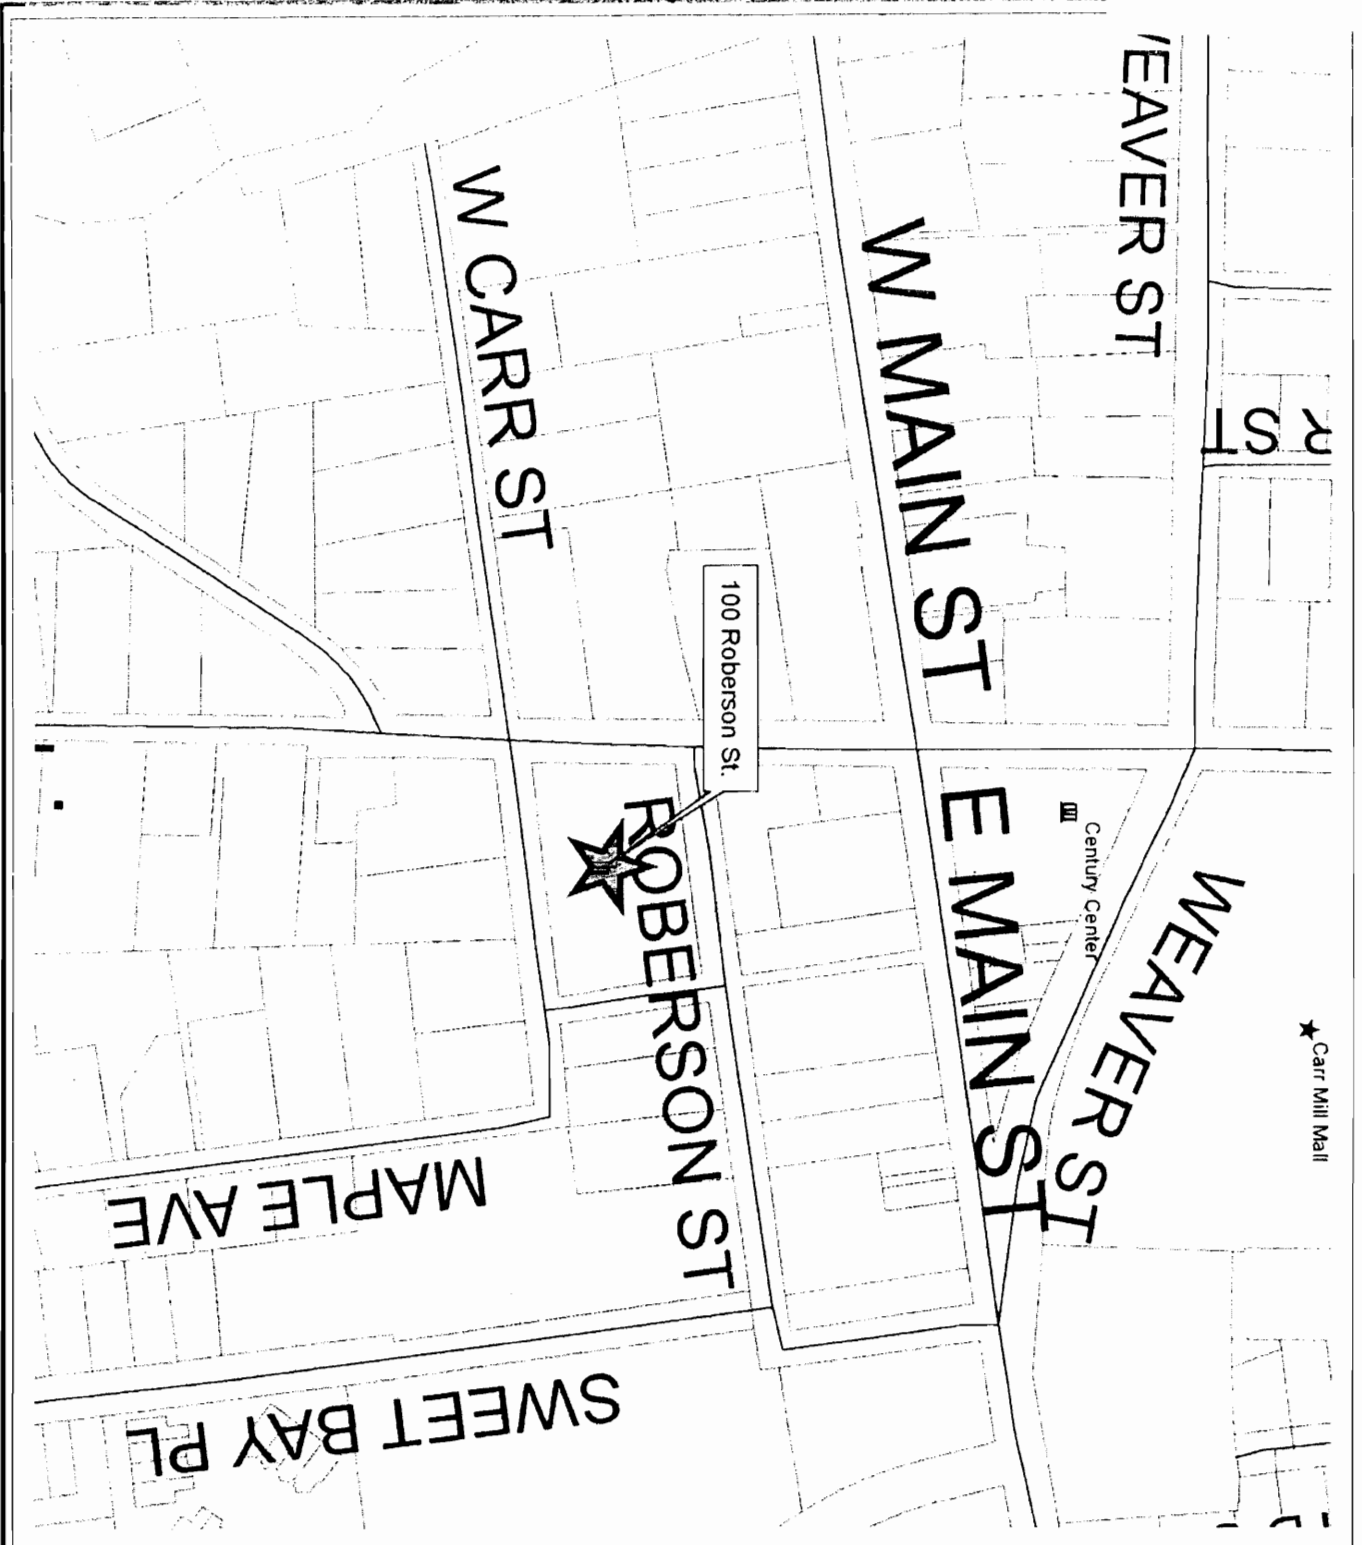 R ST
Carr Mill Mall
EAVER ST
WEAVER ST
Century Center
W MAIN ST
E MAIN ST
100 Roberson St.
ROBERSON ST
W CARR ST
MAPLE AVE
SWEET BAY PL